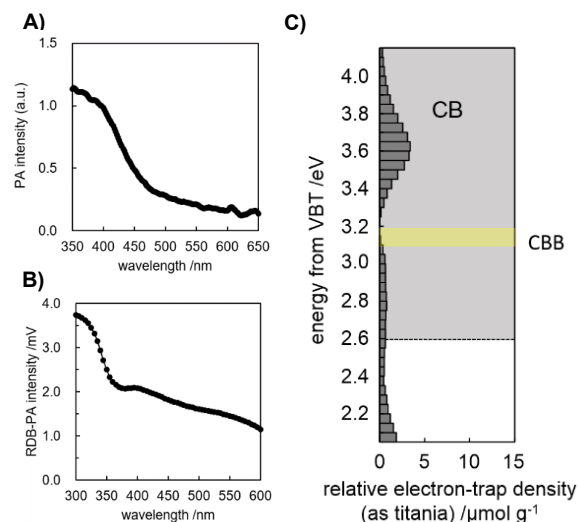 A)
1.5
1.0
0.5
0.0
PA intensity (a.u.)
350 400 450 500 550 600 650
wavelength /nm
B)
4.0
3.0
2.0
1.0
0.0
RDB-PA intensity /mV
300 350 400 450 500 550 600
wavelength /nm
C)
CB
4.0
3.8
3.6
3.4
3.2
3.0
2.8
2.6
2.4
2.2
energy from VBT /eV
CBB
0 5 10 15
relative electron-trap density
(as titania) /μmol g⁻¹